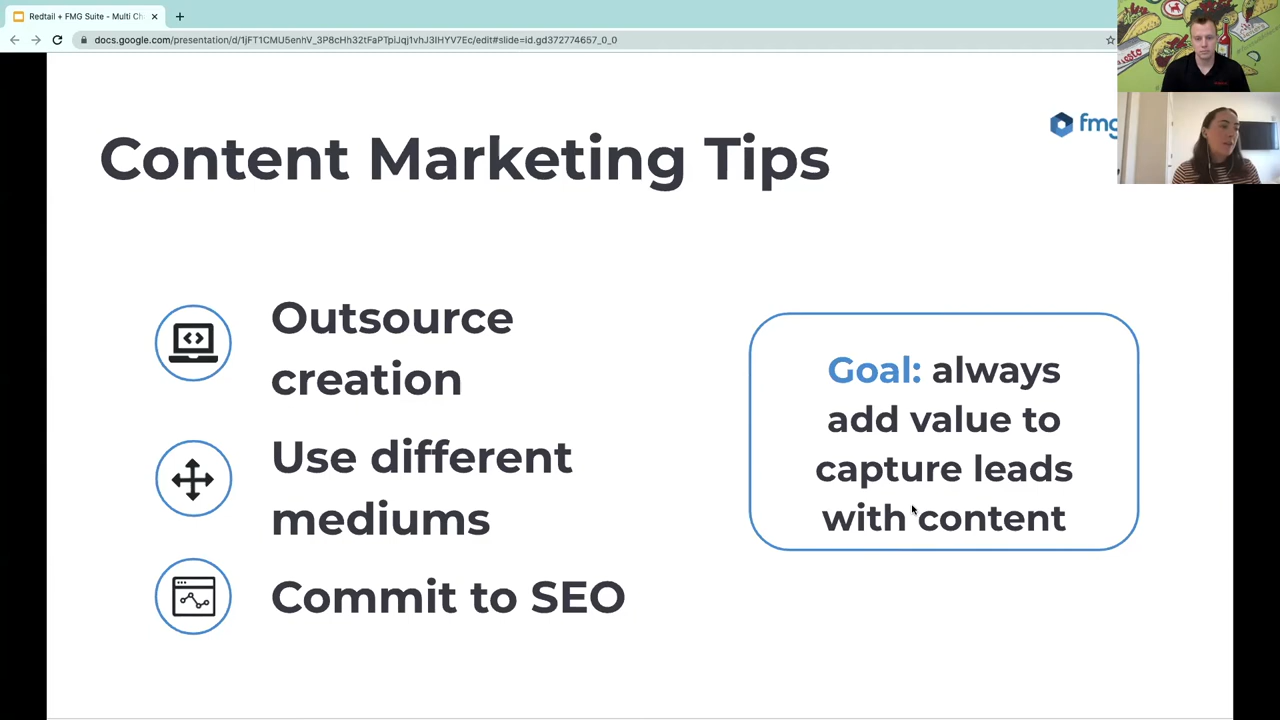 Redtail + FMG Suite - Multi Ch
docs.google.com/presentation/d/1jFT1CMU5enhV_3P8cHh32tFaPTpiJqj1vhJ3IHYV7Ec/edit#slide=id.gd372774657_0_0
fmg
Content Marketing Tips
Outsource
creation
Use different
mediums
Commit to SEO
Goal: always
add value to
capture leads
with content